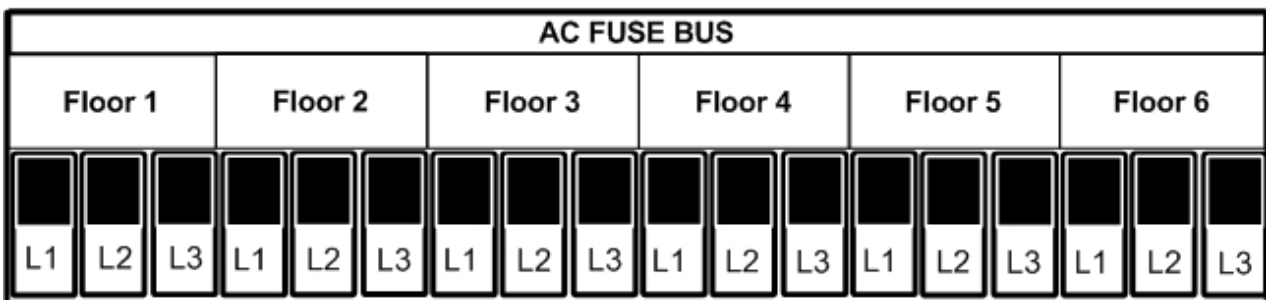 AC FUSE BUS
Floor 1 Floor 2 Floor 3 Floor 4 Floor 5 Floor 6
L1 L2 L3 L1 L2 L3 L1 L2 L3 L1 L2 L3 L1 L2 L3 L1 L2 L3